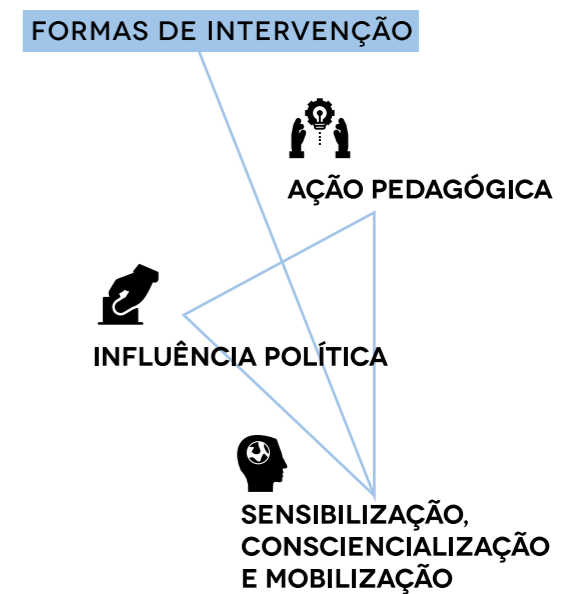 FORMAS DE INTERVENÇÃO
AÇÃO PEDAGÓGICA
INFLUÊNCIA POLÍTICA
SENSIBILIZAÇÃO,
CONSCIENCIALIZAÇÃO
E MOBILIZAÇÃO